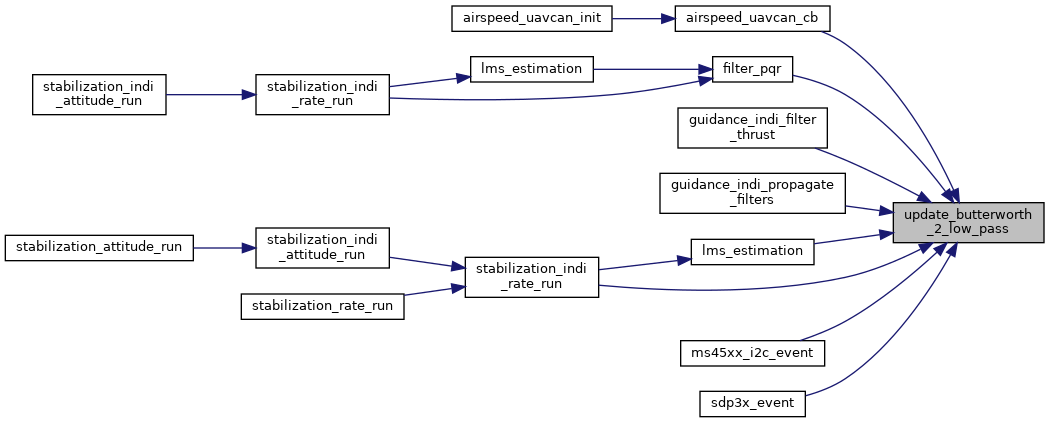 airspeed_uavcan_init
airspeed_uavcan_cb
stabilization_indi
_attitude_run
stabilization_indi
_rate_run
lms_estimation
filter_pqr
guidance_indi_filter
_thrust
guidance_indi_propagate
_filters
update_butterworth
_2_low_pass
stabilization_attitude_run
stabilization_indi
_attitude_run
stabilization_rate_run
stabilization_indi
_rate_run
lms_estimation
ms45xx_i2c_event
sdp3x_event